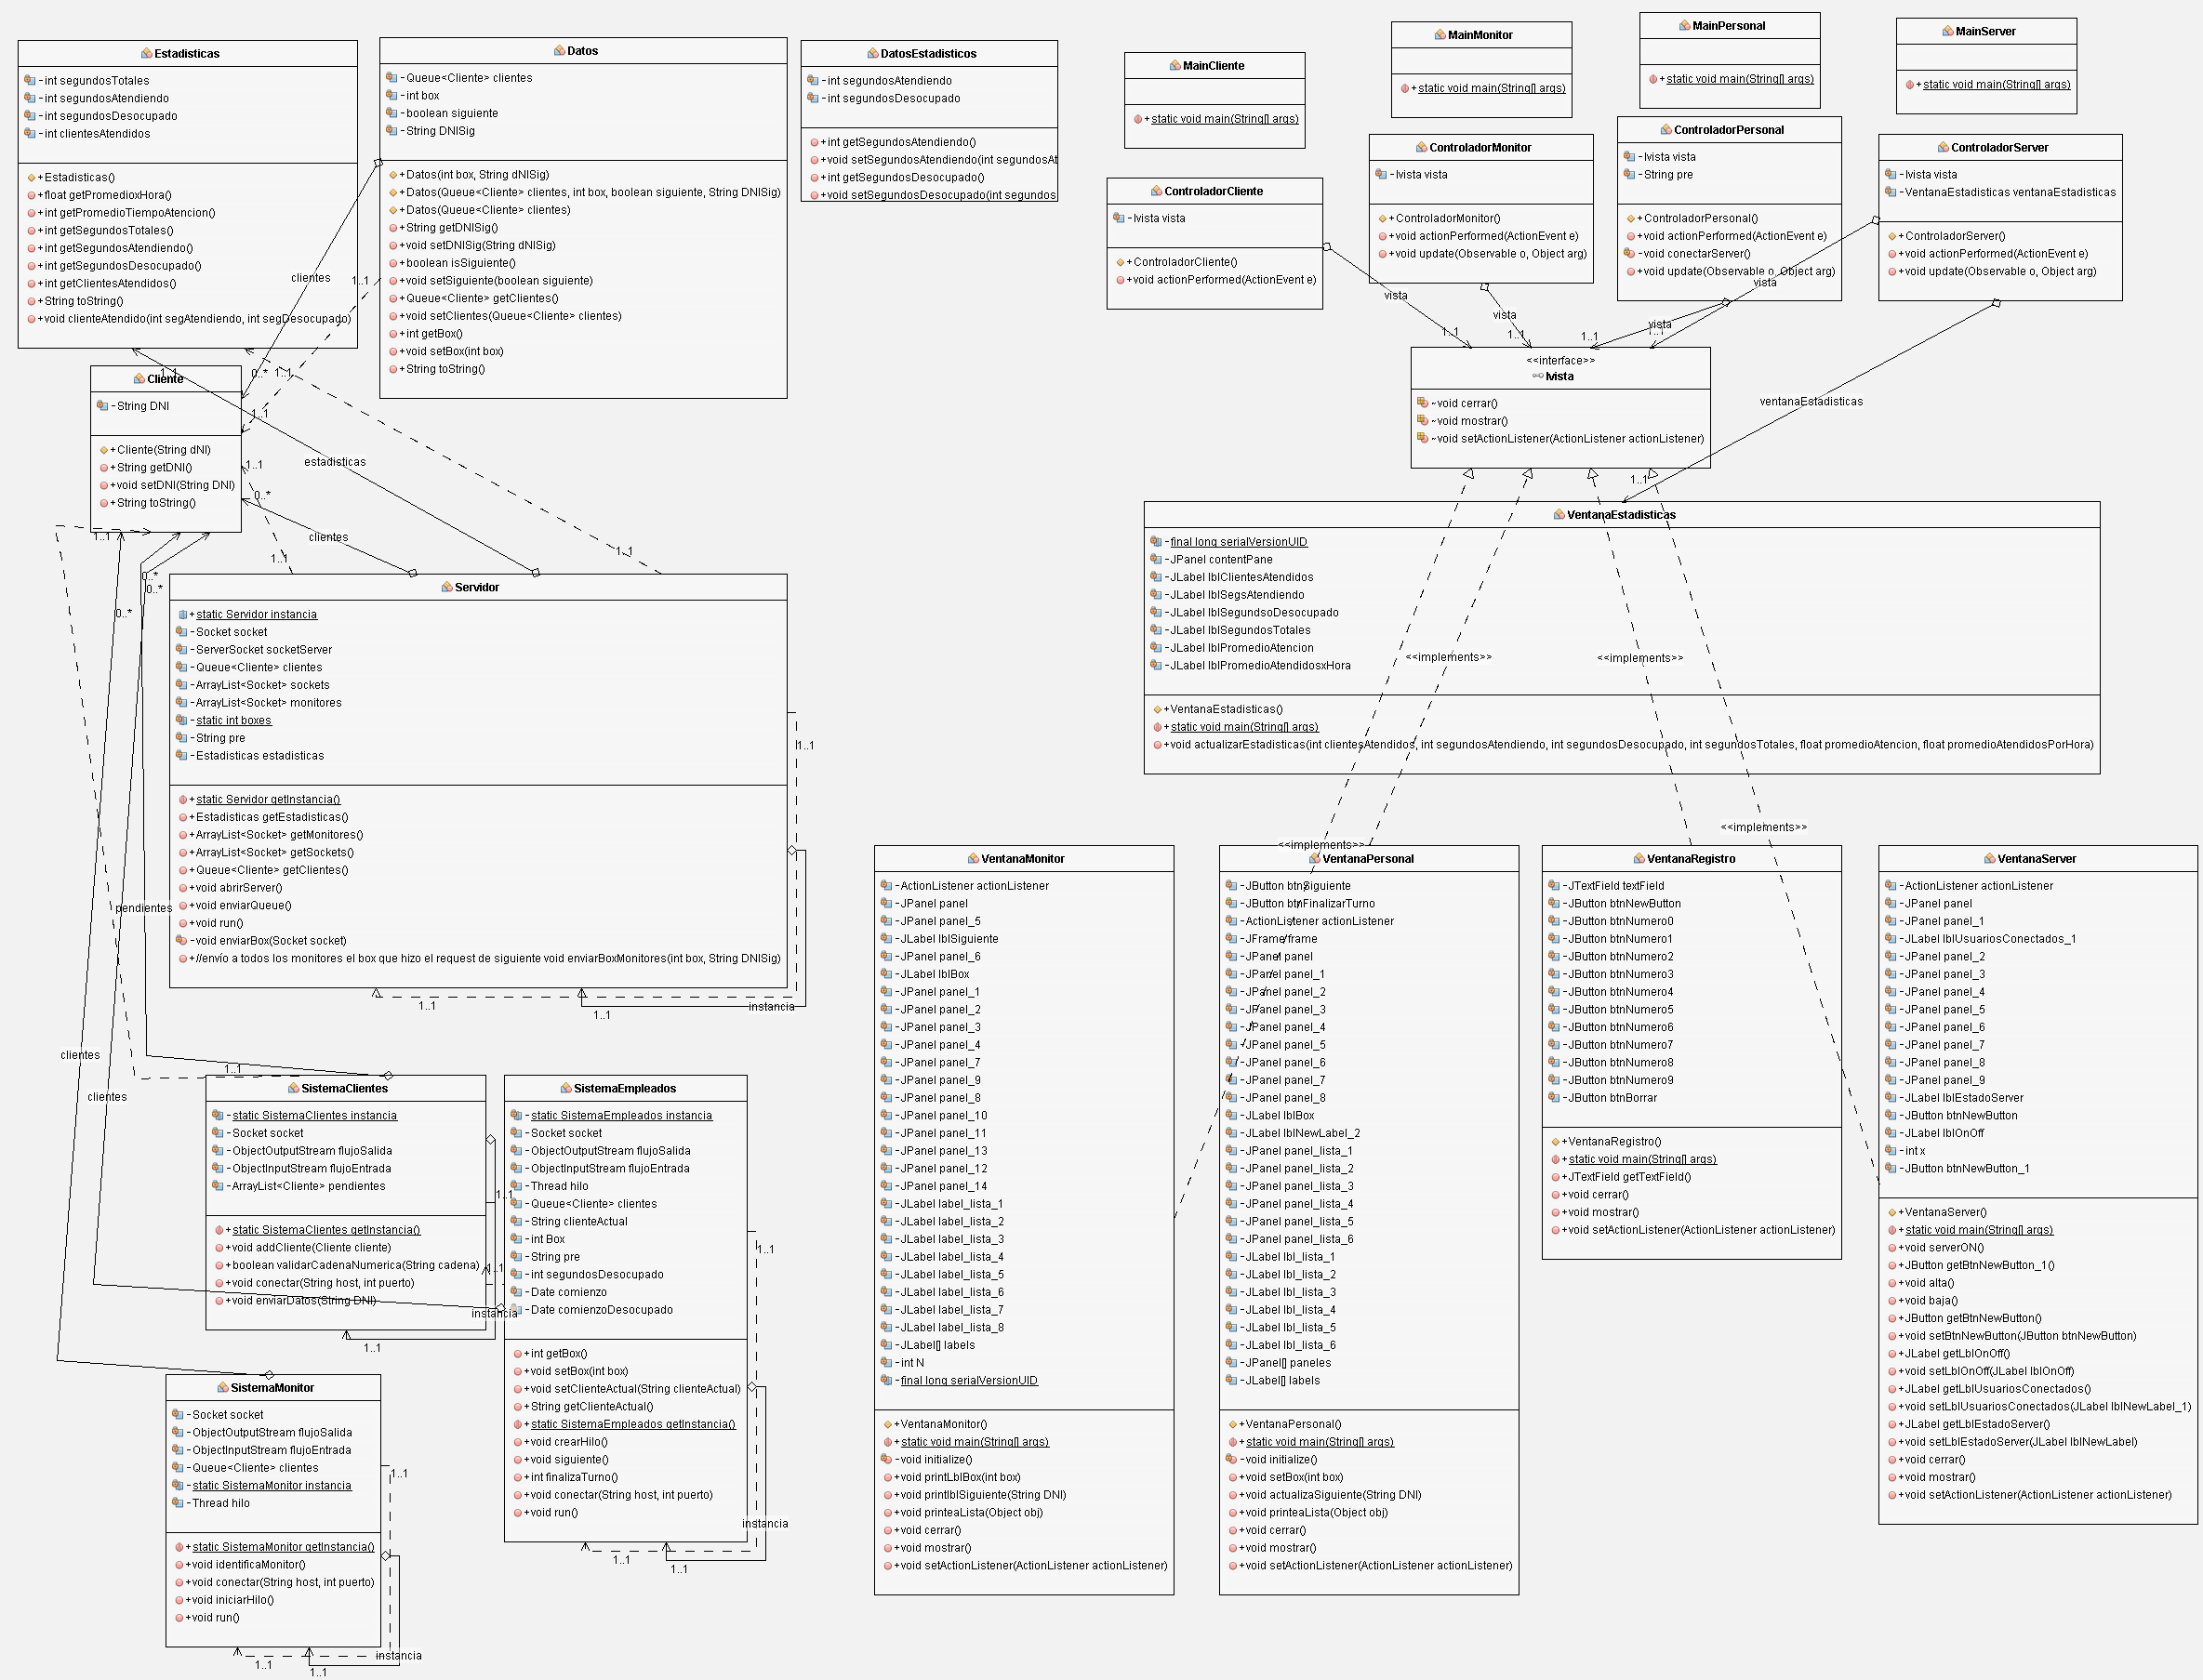 Estadisticas
-int segundosTotales
-int segundosAtendiendo
-int segundosDesocupado
-int clientesAtendidos
+Estadisticas()
+float getPromedioxHora()
+int getPromedioTiempoAtencion()
+int getSegundosTotales()
+int getSegundosAtendiendo()
+int getSegundosDesocupado()
+int getClientesAtendidos()
+String toString()
+void clienteAtendido(int segAtendiendo, int segDesocupado)
Datos
-Queue<Cliente> clientes
-int box
-boolean siguiente
-String DNISig
+Datos(int box, String dNISig)
+Datos(Queue<Cliente> clientes, int box, boolean siguiente, String DNISig)
+Datos(Queue<Cliente> clientes)
+String getDNISig()
+void setDNISig(String dNISig)
+boolean isSiguiente()
+void setSiguiente(boolean siguiente)
+Queue<Cliente> getClientes()
+void setClientes(Queue<Cliente> clientes)
+int getBox()
+void setBox(int box)
+String toString()
DatosEstadisticos
-int segundosAtendiendo
-int segundosDesocupado
+int getSegundosAtendiendo()
+void setSegundosAtendiendo(int segundosAt
+int getSegundosDesocupado()
+void setSegundosDesocupado(int segundos
MainCliente
+static void main(String[] args)
MainMonitor
+static void main(String[] args)
MainPersonal
+static void main(String[] args)
MainServer
+static void main(String[] args)
ControladorCliente
-Ivista vista
+ControladorCliente()
+void actionPerformed(ActionEvent e)
ControladorMonitor
-Ivista vista
+ControladorMonitor()
+void actionPerformed(ActionEvent e)
+void update(Observable o, Object arg)
ControladorPersonal
-Ivista vista
-String pre
+ControladorPersonal()
+void actionPerformed(ActionEvent e)
-void conectarServer()
+void update(Observable o, Object arg)
ControladorServer
-Ivista vista
-VentanaEstadisticas ventanaEstadisticas
+ControladorServer()
+void actionPerformed(ActionEvent e)
+void update(Observable o, Object arg)
clientes
1..1
vista
vista
vista
vista
1..1
1..1
1..1
1..1
<<interface>>
Ivista
~void cerrar()
~void mostrar()
~void setActionListener(ActionListener actionListener)
ventanaEstadisticas
1..1
1..1
0..*
1..1
Cliente
-String DNI
+Cliente(String dNI)
+String getDNI()
+void setDNI(String DNI)
+String toString()
1..1
estadisticas
1..1
0..*
clientes
1..1
1..1
1..1
0..*
0..*
0..*
VentanaEstadisticas
-final long serialVersionUID
-JPanel contentPane
-JLabel lblClientesAtendidos
-JLabel lblSegsAtendiendo
-JLabel lblSegundsoDesocupado
-JLabel lblSegundosTotales
-JLabel lblPromedioAtencion
-JLabel lblPromedioAtendidosxHora
+VentanaEstadisticas()
+static void main(String[] args)
+void actualizarEstadisticas(int clientesAtendidos, int segundosAtendiendo, int segundosDesocupado, int segundosTotales, float promedioAtencion, float promedioAtendidosPorHora)
<<implements>>
<<implements>>
<<implements>>
<<implements>>
Servidor
+static Servidor instancia
-Socket socket
-ServerSocket socketServer
-Queue<Cliente> clientes
-ArrayList<Socket> sockets
-ArrayList<Socket> monitores
-static int boxes
-String pre
-Estadisticas estadisticas
+static Servidor getInstancia()
+Estadisticas getEstadisticas()
+ArrayList<Socket> getMonitores()
+ArrayList<Socket> getSockets()
+Queue<Cliente> getClientes()
+void abrirServer()
+void enviarQueue()
+void run()
-void enviarBox(Socket socket)
+//envío a todos los monitores el box que hizo el request de siguiente void enviarBoxMonitores(int box, String DNISig)
1..1
1..1
1..1
instancia
pendientes
clientes
clientes
1..1
SistemaClientes
-static SistemaClientes instancia
-Socket socket
-ObjectOutputStream flujoSalida
-ObjectInputStream flujoEntrada
-ArrayList<Cliente> pendientes
+static SistemaClientes getInstancia()
+void addCliente(Cliente cliente)
+boolean validarCadenaNumerica(String cadena)
+void conectar(String host, int puerto)
+void enviarDatos(String DNI)
1..1
1..1
instancia
1..1
SistemaEmpleados
-static SistemaEmpleados instancia
-Socket socket
-ObjectOutputStream flujoSalida
-ObjectInputStream flujoEntrada
-Thread hilo
-Queue<Cliente> clientes
-String clienteActual
-int Box
-String pre
-int segundosDesocupado
-Date comienzo
-Date comienzoDesocupado
+int getBox()
+void setBox(int box)
+void setClienteActual(String clienteActual)
+String getClienteActual()
+static SistemaEmpleados getInstancia()
+void crearHilo()
+void siguiente()
+int finalizaTurno()
+void conectar(String host, int puerto)
+void run()
1..1
instancia
1..1
1..1
SistemaMonitor
-Socket socket
-ObjectOutputStream flujoSalida
-ObjectInputStream flujoEntrada
-Queue<Cliente> clientes
-static SistemaMonitor instancia
-Thread hilo
+static SistemaMonitor getInstancia()
+void identificaMonitor()
+void conectar(String host, int puerto)
+void iniciarHilo()
+void run()
1..1
instancia
1..1
1..1
VentanaMonitor
-ActionListener actionListener
-JPanel panel
-JPanel panel_5
-JLabel lblSiguiente
-JPanel panel_6
-JLabel lblBox
-JPanel panel_1
-JPanel panel_2
-JPanel panel_3
-JPanel panel_4
-JPanel panel_7
-JPanel panel_9
-JPanel panel_8
-JPanel panel_10
-JPanel panel_11
-JPanel panel_13
-JPanel panel_12
-JPanel panel_14
-JLabel label_lista_1
-JLabel label_lista_2
-JLabel label_lista_3
-JLabel label_lista_4
-JLabel label_lista_5
-JLabel label_lista_6
-JLabel label_lista_7
-JLabel label_lista_8
-JLabel[] labels
-int N
-final long serialVersionUID
+VentanaMonitor()
+static void main(String[] args)
-void initialize()
+void printLblBox(int box)
+void printlblSiguiente(String DNI)
+void printeaLista(Object obj)
+void cerrar()
+void mostrar()
+void setActionListener(ActionListener actionListener)
VentanaPersonal
-JButton btnSiguiente
-JButton btnFinalizarTurno
-ActionListener actionListener
-JFrame frame
-JPanel panel
-JPanel panel_1
-JPanel panel_2
-JPanel panel_3
-JPanel panel_4
-JPanel panel_5
-JPanel panel_6
-JPanel panel_7
-JPanel panel_8
-JLabel lblBox
-JLabel lblNewLabel_2
-JPanel panel_lista_1
-JPanel panel_lista_2
-JPanel panel_lista_3
-JPanel panel_lista_4
-JPanel panel_lista_5
-JPanel panel_lista_6
-JLabel lbl_lista_1
-JLabel lbl_lista_2
-JLabel lbl_lista_3
-JLabel lbl_lista_4
-JLabel lbl_lista_5
-JLabel lbl_lista_6
-JPanel[] paneles
-JLabel[] labels
+VentanaPersonal()
+static void main(String[] args)
-void initialize()
+void setBox(int box)
+void actualizaSiguiente(String DNI)
+void printeaLista(Object obj)
+void cerrar()
+void mostrar()
+void setActionListener(ActionListener actionListener)
VentanaRegistro
-JTextField textField
-JButton btnNewButton
-JButton btnNumero0
-JButton btnNumero1
-JButton btnNumero2
-JButton btnNumero3
-JButton btnNumero4
-JButton btnNumero5
-JButton btnNumero6
-JButton btnNumero7
-JButton btnNumero8
-JButton btnNumero9
-JButton btnBorrar
+VentanaRegistro()
+static void main(String[] args)
+JTextField getTextField()
+void cerrar()
+void mostrar()
+void setActionListener(ActionListener actionListener)
VentanaServer
-ActionListener actionListener
-JPanel panel
-JPanel panel_1
-JLabel lblUsuariosConectados_1
-JPanel panel_2
-JPanel panel_3
-JPanel panel_4
-JPanel panel_5
-JPanel panel_6
-JPanel panel_7
-JPanel panel_8
-JPanel panel_9
-JLabel lblEstadoServer
-JButton btnNewButton
-JLabel lblOnOff
-int x
-JButton btnNewButton_1
+VentanaServer()
+static void main(String[] args)
+void serverON()
+JButton getBtnNewButton_1()
+void alta()
+void baja()
+JButton getBtnNewButton()
+void setBtnNewButton(JButton btnNewButton)
+JLabel getLblOnOff()
+void setLblOnOff(JLabel lblOnOff)
+JLabel getLblUsuariosConectados()
+void setLblUsuariosConectados(JLabel lblNewLabel_1)
+JLabel getLblEstadoServer()
+void setLblEstadoServer(JLabel lblNewLabel)
+void cerrar()
+void mostrar()
+void setActionListener(ActionListener actionListener)